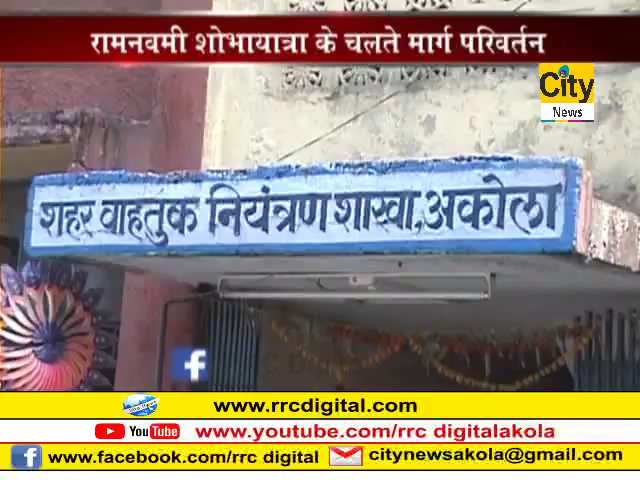 रामनवमी शोभायात्रा के चलते मार्ग परिवर्तन
City
News
शहर वाहतुक नियंत्रण शाखा, अकोला
f
www.rrcdigital.com
YouTube www.youtube.com/rrc digitalakola
f www.facebook.com/rrc digital citynewsakola@gmail.com